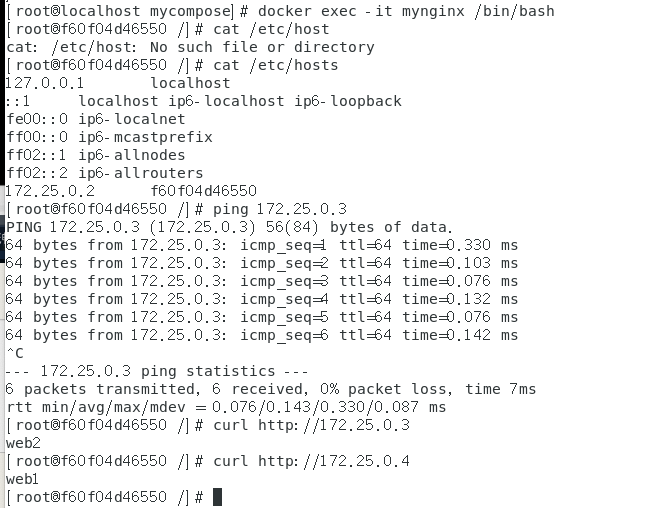 [root@localhost mycompose]# docker exec -it mynginx /bin/bash
[root@f60f04d46550 /]# cat /etc/host
cat: /etc/host: No such file or directory
[root@f60f04d46550 /]# cat /etc/hosts
127.0.0.1       localhost
::1     localhost ip6-localhost ip6-loopback
fe00::0 ip6-localnet
ff00::0 ip6-mcastprefix
ff02::1 ip6-allnodes
ff02::2 ip6-allrouters
172.25.0.2      f60f04d46550
[root@f60f04d46550 /]# ping 172.25.0.3
PING 172.25.0.3 (172.25.0.3) 56(84) bytes of data.
64 bytes from 172.25.0.3: icmp_seq=1 ttl=64 time=0.330 ms
64 bytes from 172.25.0.3: icmp_seq=2 ttl=64 time=0.103 ms
64 bytes from 172.25.0.3: icmp_seq=3 ttl=64 time=0.076 ms
64 bytes from 172.25.0.3: icmp_seq=4 ttl=64 time=0.132 ms
64 bytes from 172.25.0.3: icmp_seq=5 ttl=64 time=0.076 ms
64 bytes from 172.25.0.3: icmp_seq=6 ttl=64 time=0.142 ms
^C
--- 172.25.0.3 ping statistics ---
6 packets transmitted, 6 received, 0% packet loss, time 7ms
rtt min/avg/max/mdev = 0.076/0.143/0.330/0.087 ms
[root@f60f04d46550 /]# curl http://172.25.0.3
web2
[root@f60f04d46550 /]# curl http://172.25.0.4
web1
[root@f60f04d46550 /]#